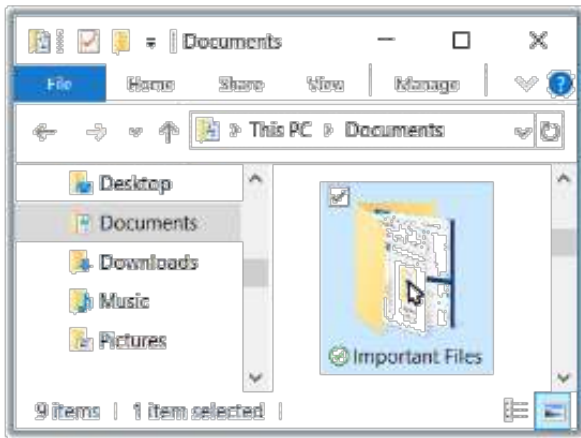 Documents
File Home Share View Manage
This PC Documents
Desktop
Documents
Downloads
Music
Pictures
Important Files
9 items 1 item selected